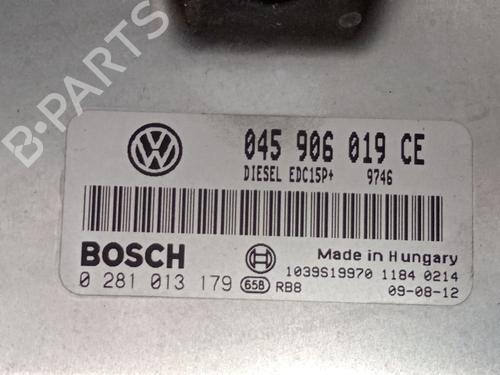 B-PARTS
045 906 019 CE
DIESEL EDC15P+ 9746
BOSCH
Made in Hungary
1039S19970 1184 0214
0 281 013 179 658 RB8
09-08-12